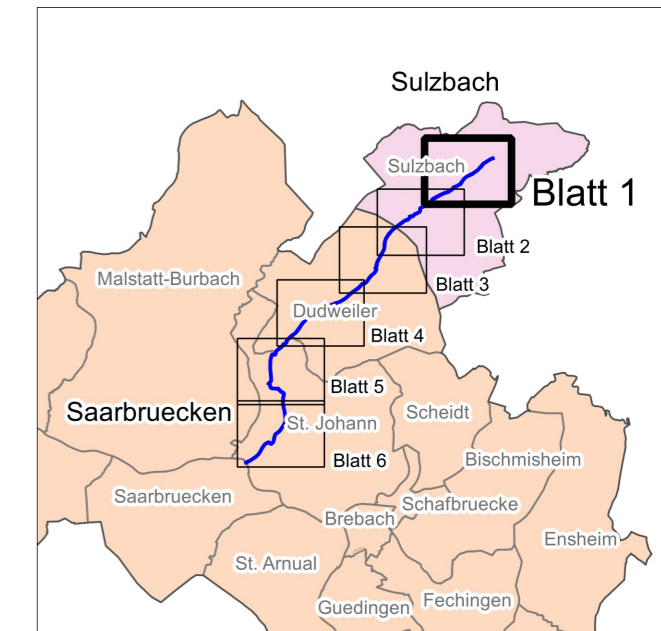 Sulzbach
Sulzbach
Blatt 1
Blatt 2
Malstatt-Burbach
Blatt 3
Dudweiler
Blatt 4
Blatt 5
Saarbruecken
St. Johann
Scheidt
Blatt 6
Bischmisheim
Saarbruecken
Schafbruecke
Brebach
Ensheim
St. Arnual
Guedingen
Fechingen